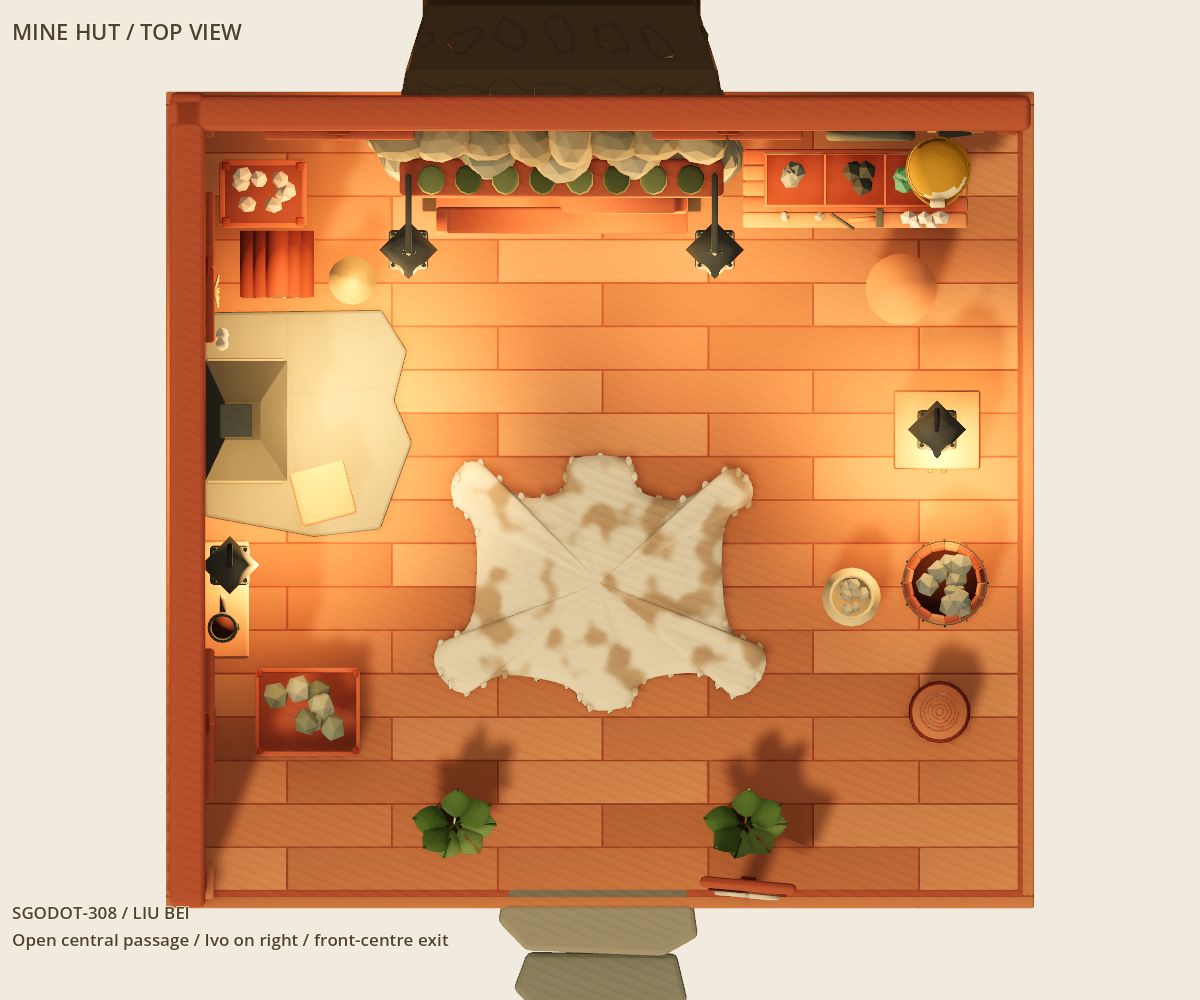 MINE HUT / TOP VIEW
SGODOT-308 / LIU BEI
Open central passage / Ivo on right / front-centre exit